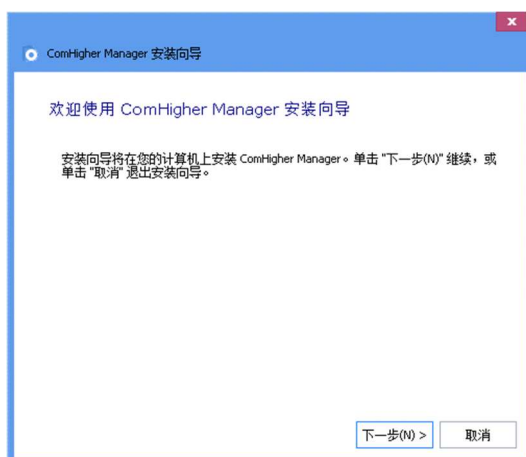 ComHigher Manager 安装向导
欢迎使用 ComHigher Manager 安装向导
安装向导将在您的计算机上安装 ComHigher Manager。单击 "下一步(N)" 继续，或
单击 "取消" 退出安装向导。
下一步(N) > 取消